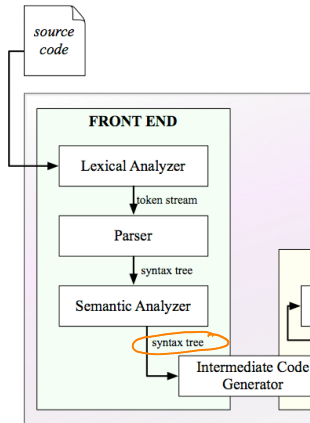 source
code
FRONT END
Lexical Analyzer
token stream
Parser
syntax tree
Semantic Analyzer
syntax tree
Intermediate Code
Generator